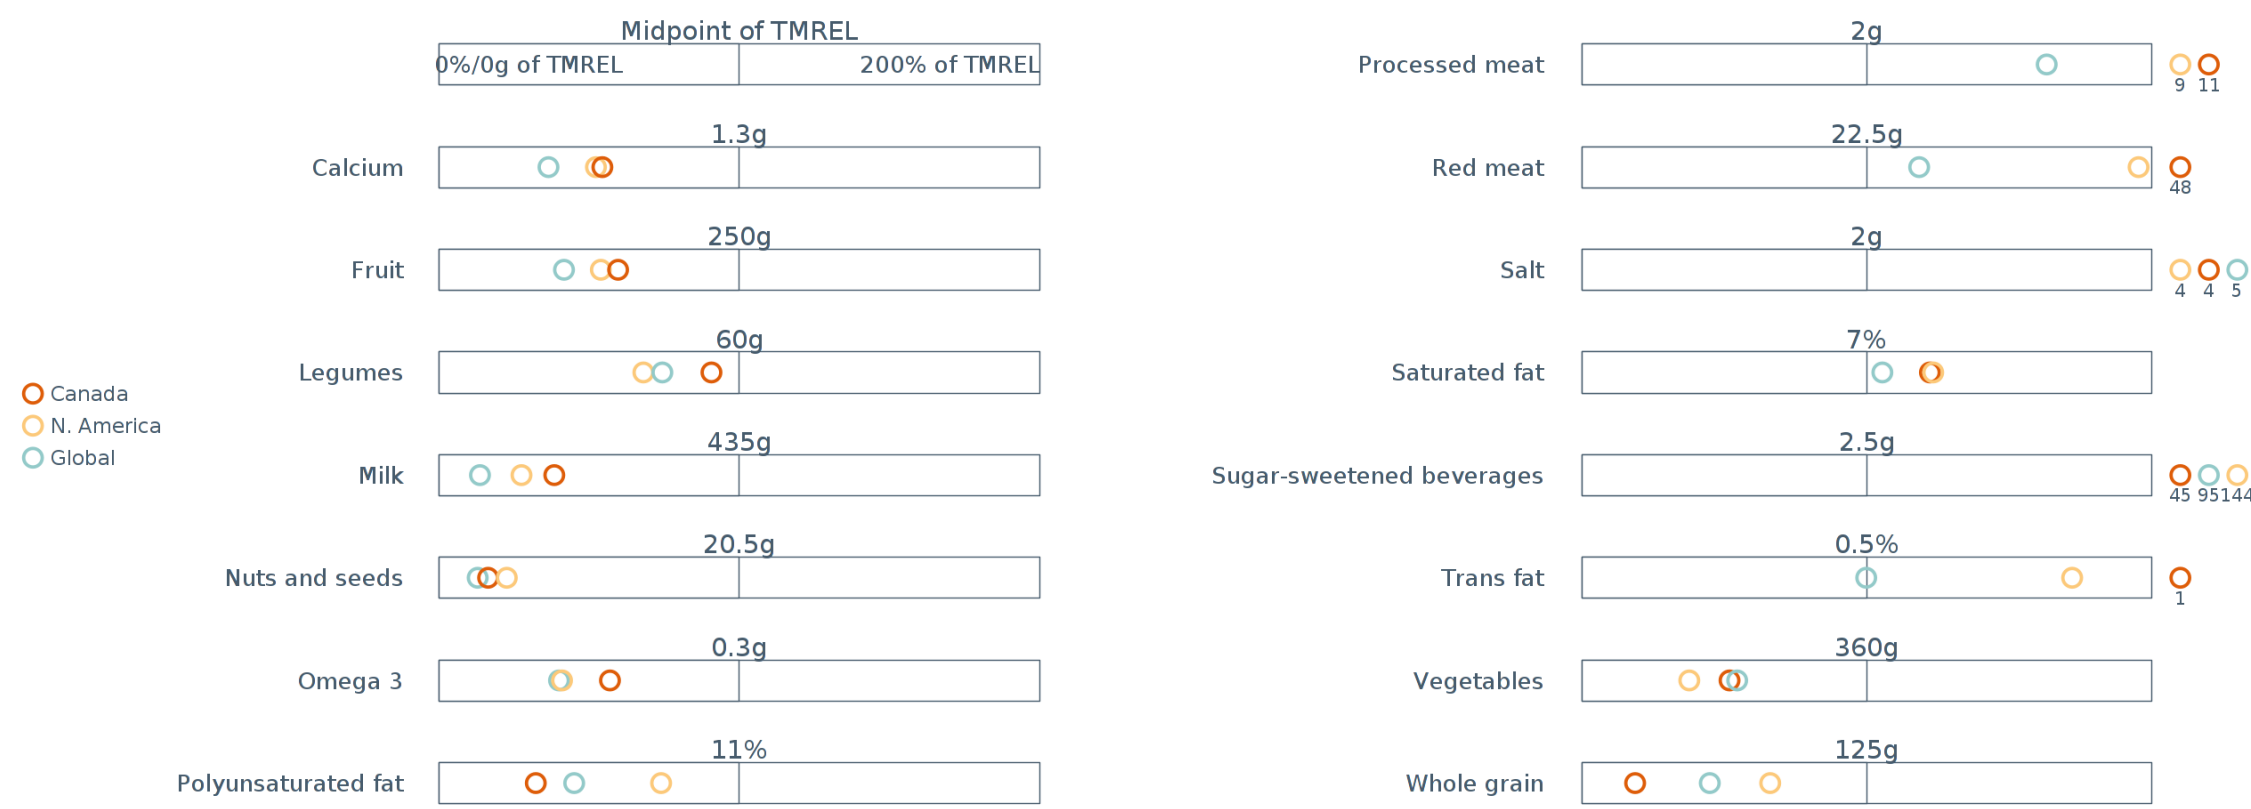 Midpoint of TMREL
0%/0g of TMREL 200% of TMREL
1.3g
Calcium
250g
Fruit
60g
Legumes
435g
Milk
20.5g
Nuts and seeds
0.3g
Omega 3
11%
Polyunsaturated fat
Canada
N. America
Global
2g
Processed meat
9 11
22.5g
Red meat
48
2g
Salt
4 4 5
7%
Saturated fat
2.5g
Sugar-sweetened beverages
45 95 144
0.5%
Trans fat
1
360g
Vegetables
125g
Whole grain